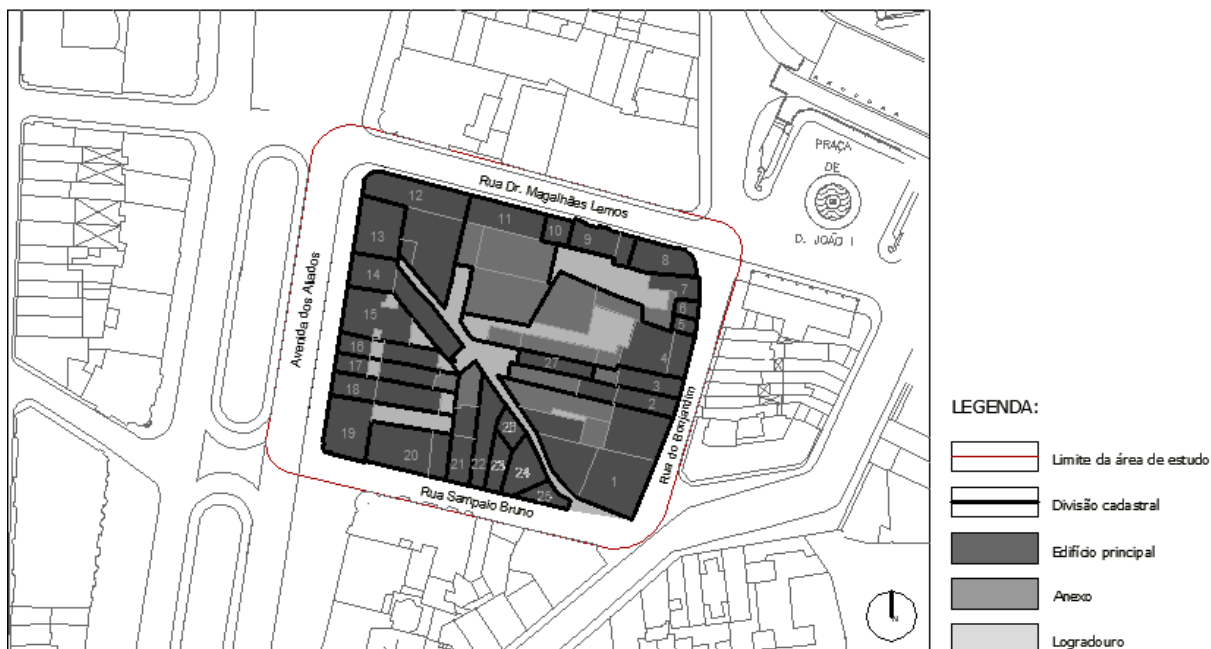 PRAÇA
DE
D. JOÃO I
Rua Dr. Magalhães Lemos
Avenida dos Aliados
Rua do Bonjardim
Rua Sampaio Bruno
12
11
10
9
8
13
7
14
6
5
15
4
16
27
3
17
2
18
19
20
21
22
23
24
25
1
N
LEGENDA:
Limite da área de estudo
Divisão cadastral
Edifício principal
Anexo
Logradouro